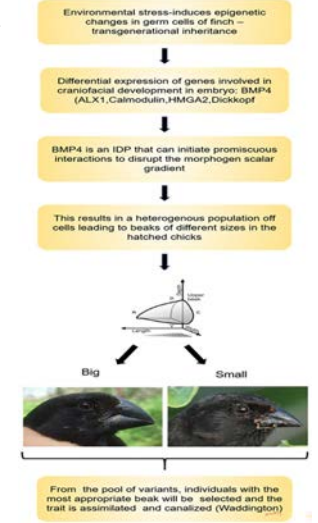 Environmental stress-induces epigenetic
changes in germ cells of finch –
transgenerational inheritance
Differential expression of genes involved in
craniofacial development in embryo: BMP4
(ALX1,Calmodulin,HMGA2,Dickkopf
BMP4 is an IDP that can initiate promiscuous
interactions to disrupt the morphogen scalar
gradient
This results in a heterogenous population off
cells leading to beaks of different sizes in the
hatched chicks
Upper
beak
A
C
Length
Big
Small
From the pool of variants, individuals with the
most appropriate beak will be selected and the
trait is assimilated and canalized (Waddington)